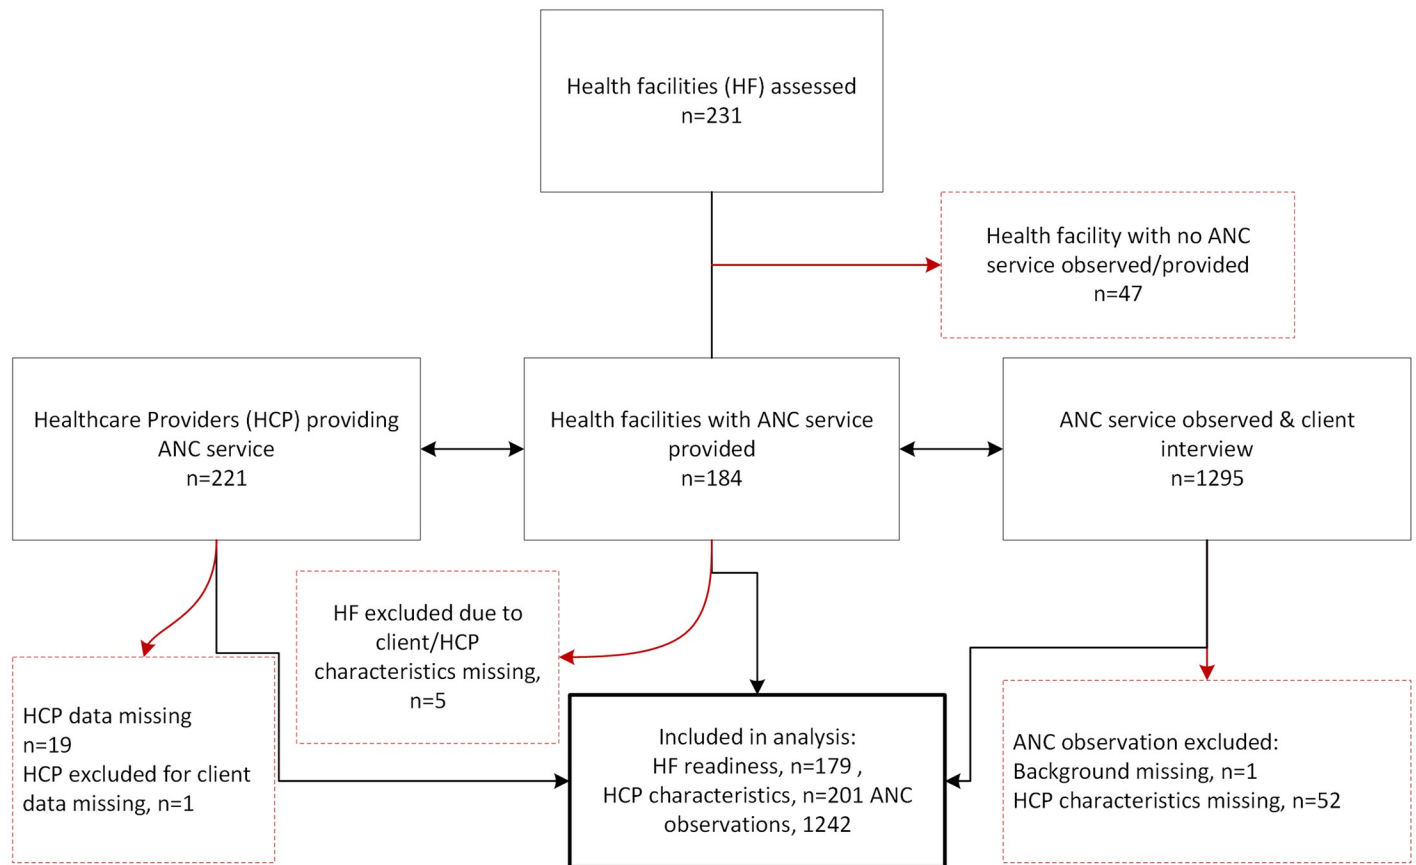 Health facilities (HF) assessed
n=231
Health facility with no ANC
service observed/provided
n=47
Healthcare Providers (HCP) providing
ANC service
n=221
Health facilities with ANC service
provided
n=184
ANC service observed & client
interview
n=1295
HF excluded due to
client/HCP
characteristics missing,
n=5
HCP data missing
n=19
HCP excluded for client
data missing, n=1
Included in analysis:
HF readiness, n=179 ,
HCP characteristics, n=201 ANC
observations, 1242
ANC observation excluded:
Background missing, n=1
HCP characteristics missing, n=52